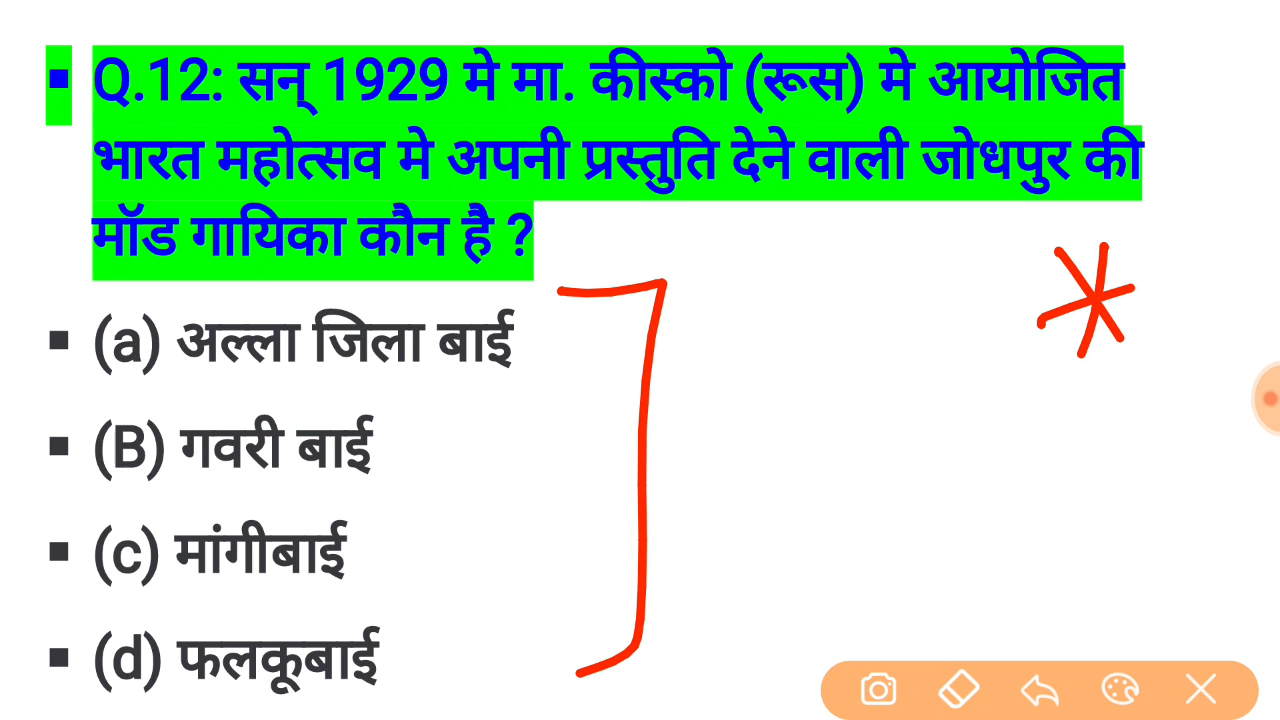 ▪ Q.12: सन् 1929 मे मा. कीस्को (रूस) मे आयोजित
भारत महोत्सव मे अपनी प्रस्तुति देने वाली जोधपुर की
मॉड गायिका कौन है ?
▪ (a) अल्ला जिला बाई
▪ (B) गवरी बाई
▪ (c) मांगीबाई
▪ (d) फलकूबाई